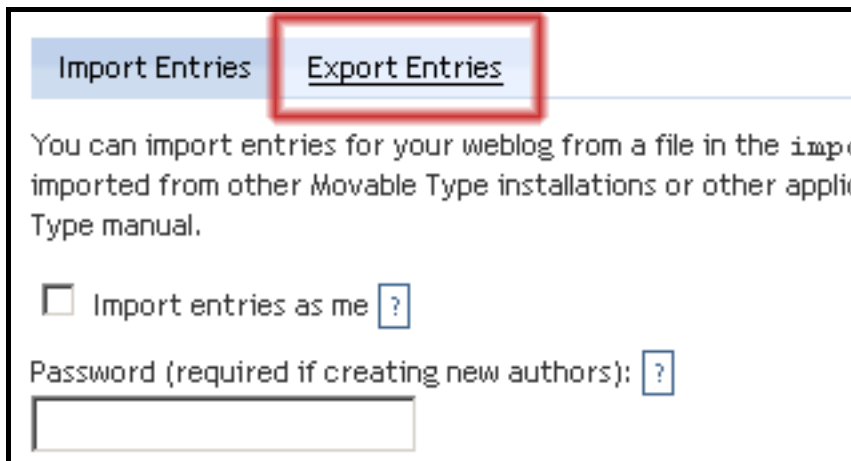 Import Entries Export Entries
You can import entries for your weblog from a file in the
imported from other Movable Type installations or other
Type manual.
Import entries as me ?
Password (required if creating new authors): ?